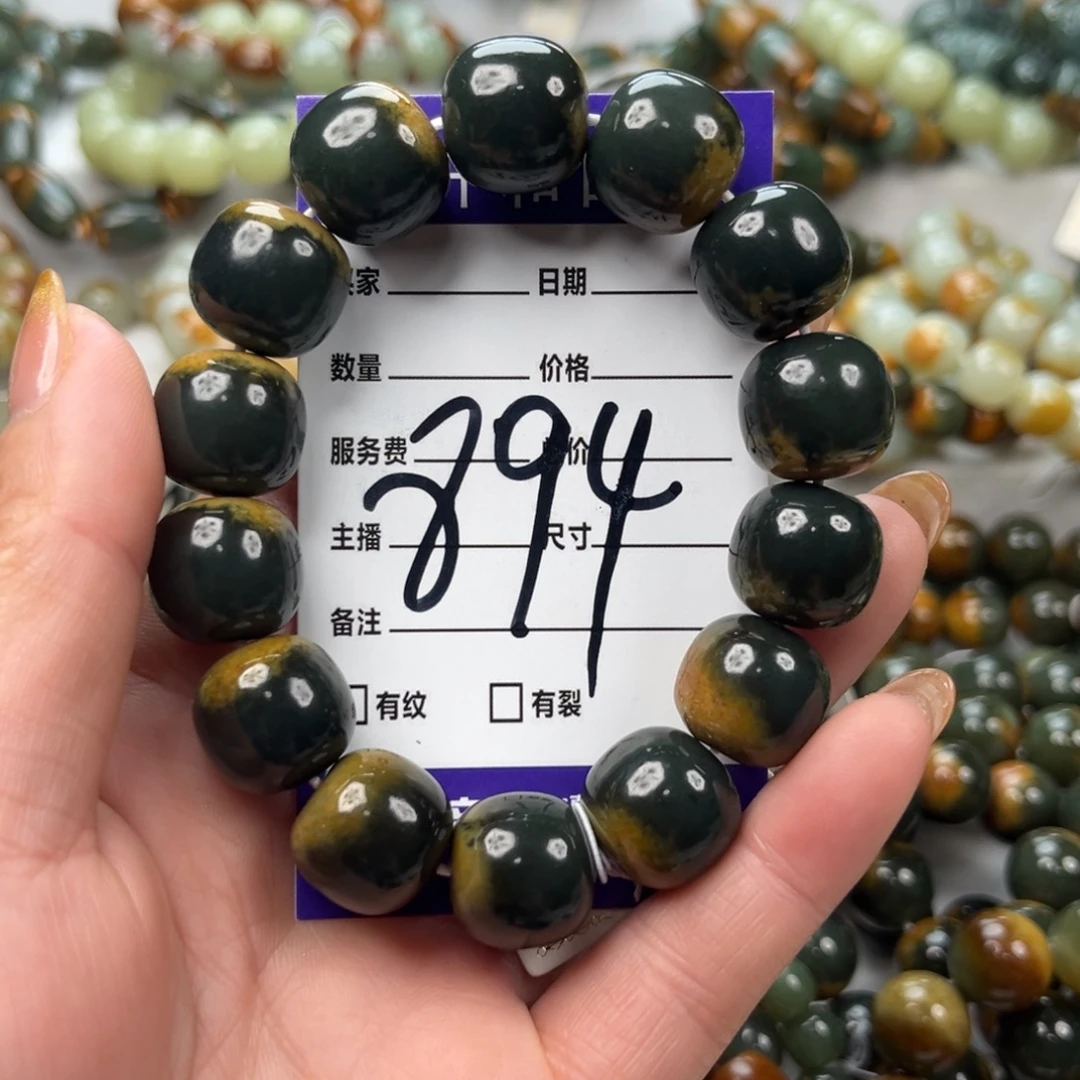 家 日期
数量 价格
服务费 价
894
主播 尺寸
备注
有纹 有裂